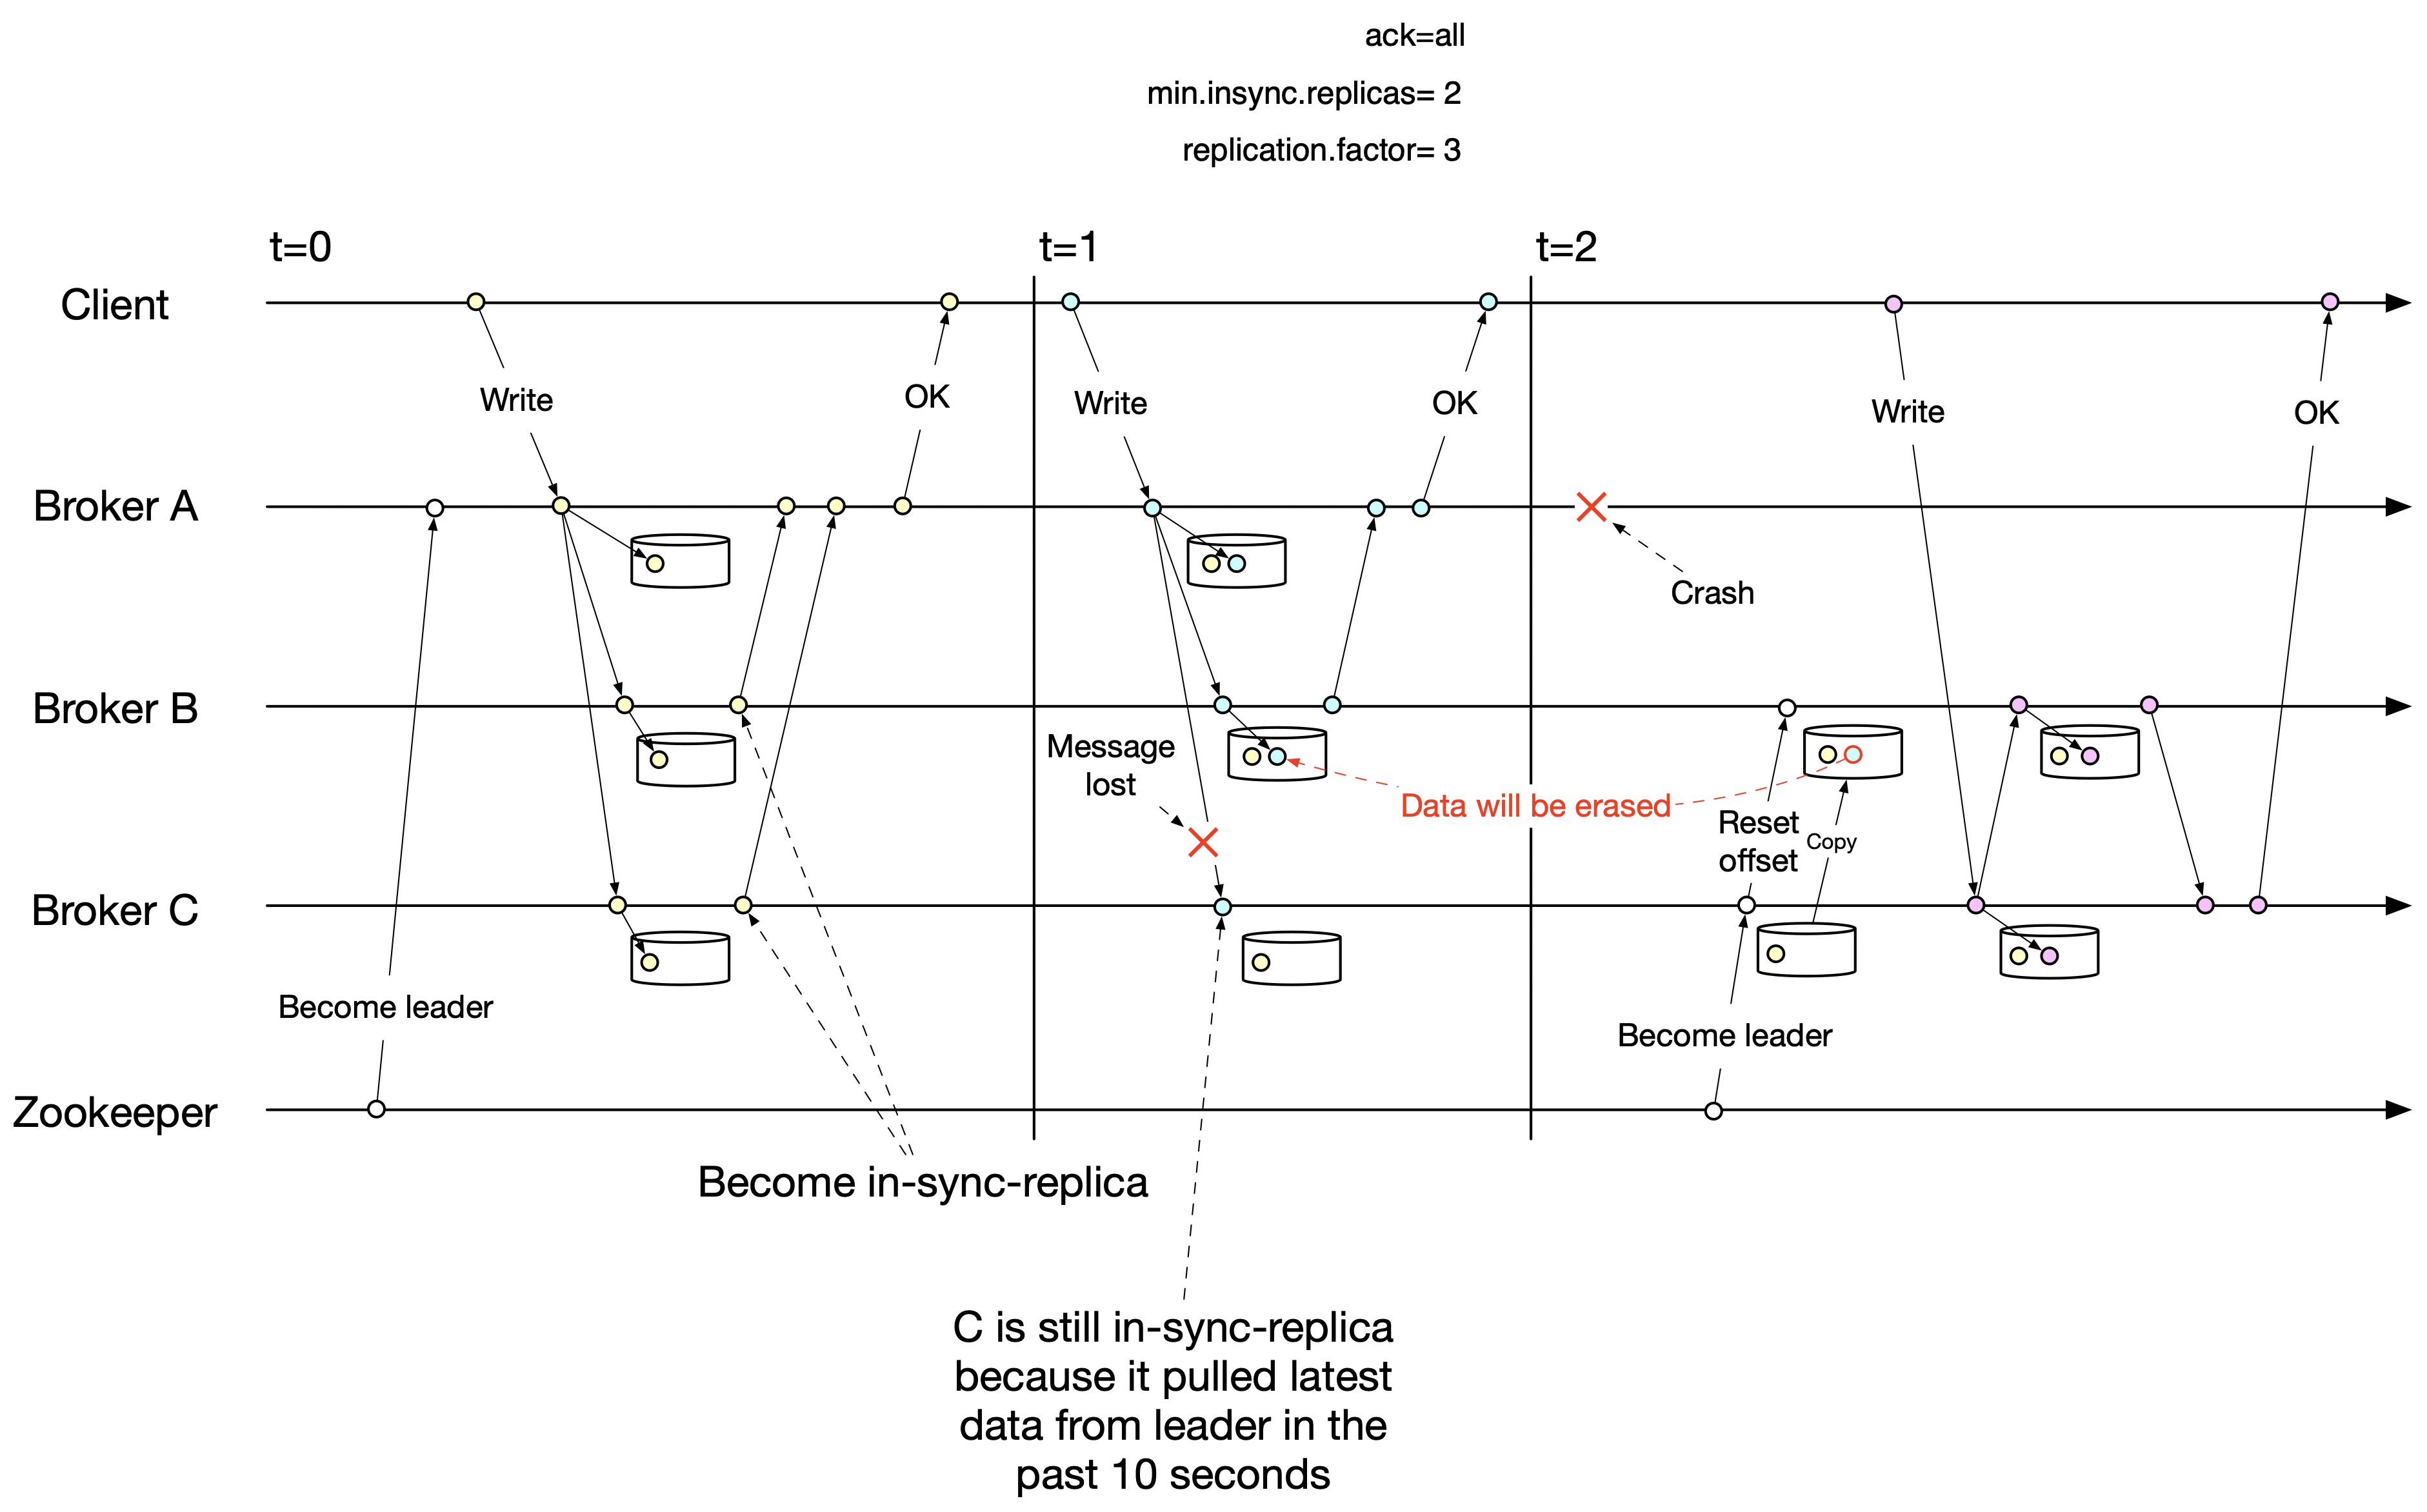 ack=all
min.insync.replicas= 2
replication.factor= 3
t=0
t=1
t=2
Client
Write
OK
Write
OK
Write
OK
Broker A
Crash
Broker B
Message
lost
Data will be erased
Reset
offset
Copy
Broker C
Become leader
Become leader
Zookeeper
Become in-sync-replica
C is still in-sync-replica
because it pulled latest
data from leader in the
past 10 seconds